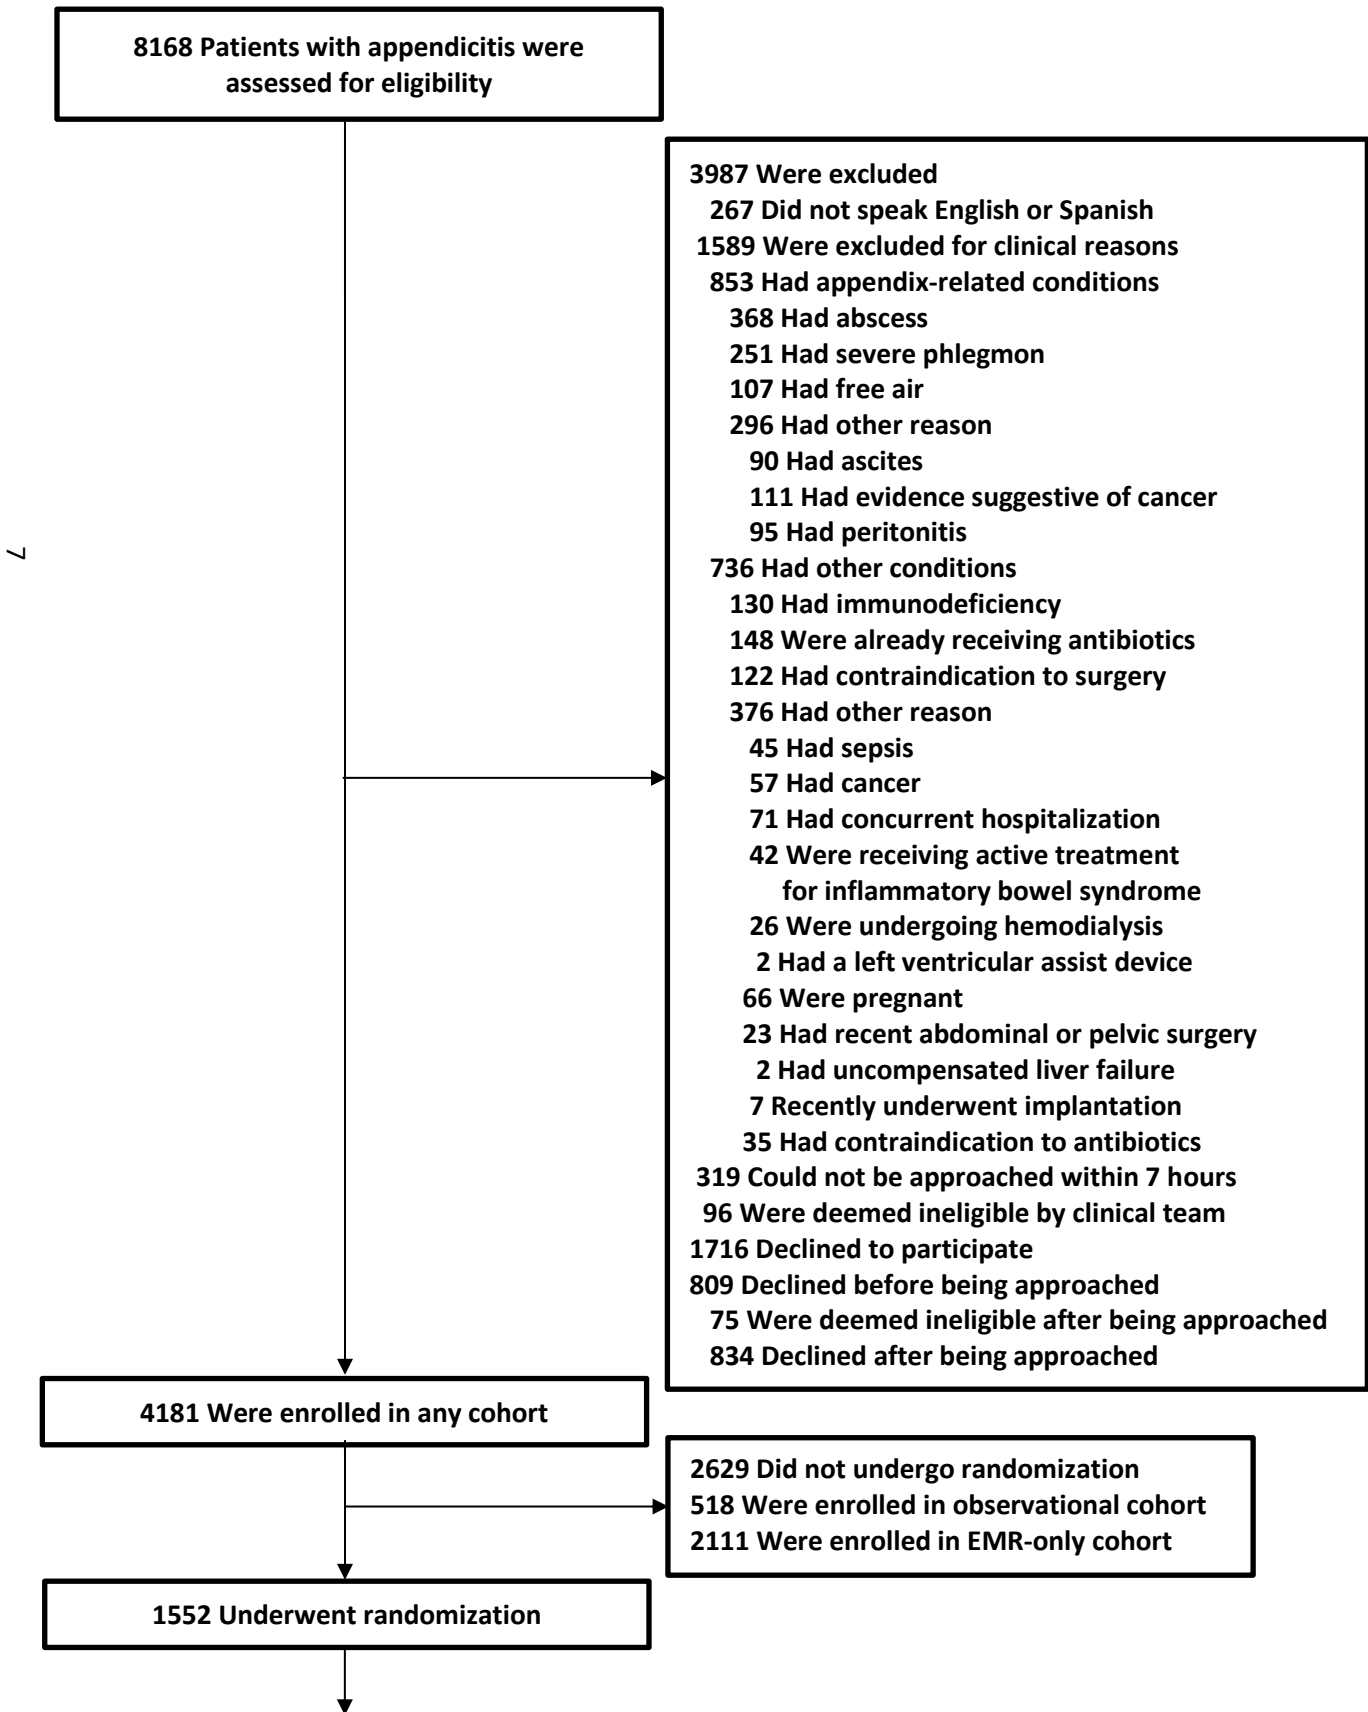 8168 Patients with appendicitis were
assessed for eligibility
3987 Were excluded
267 Did not speak English or Spanish
1589 Were excluded for clinical reasons
853 Had appendix-related conditions
368 Had abscess
251 Had severe phlegmon
107 Had free air
296 Had other reason
90 Had ascites
111 Had evidence suggestive of cancer
95 Had peritonitis
736 Had other conditions
130 Had immunodeficiency
148 Were already receiving antibiotics
122 Had contraindication to surgery
376 Had other reason
45 Had sepsis
57 Had cancer
71 Had concurrent hospitalization
42 Were receiving active treatment
for inflammatory bowel syndrome
26 Were undergoing hemodialysis
2 Had a left ventricular assist device
66 Were pregnant
23 Had recent abdominal or pelvic surgery
2 Had uncompensated liver failure
7 Recently underwent implantation
35 Had contraindication to antibiotics
319 Could not be approached within 7 hours
96 Were deemed ineligible by clinical team
1716 Declined to participate
809 Declined before being approached
75 Were deemed ineligible after being approached
834 Declined after being approached
4181 Were enrolled in any cohort
2629 Did not undergo randomization
518 Were enrolled in observational cohort
2111 Were enrolled in EMR-only cohort
1552 Underwent randomization
7